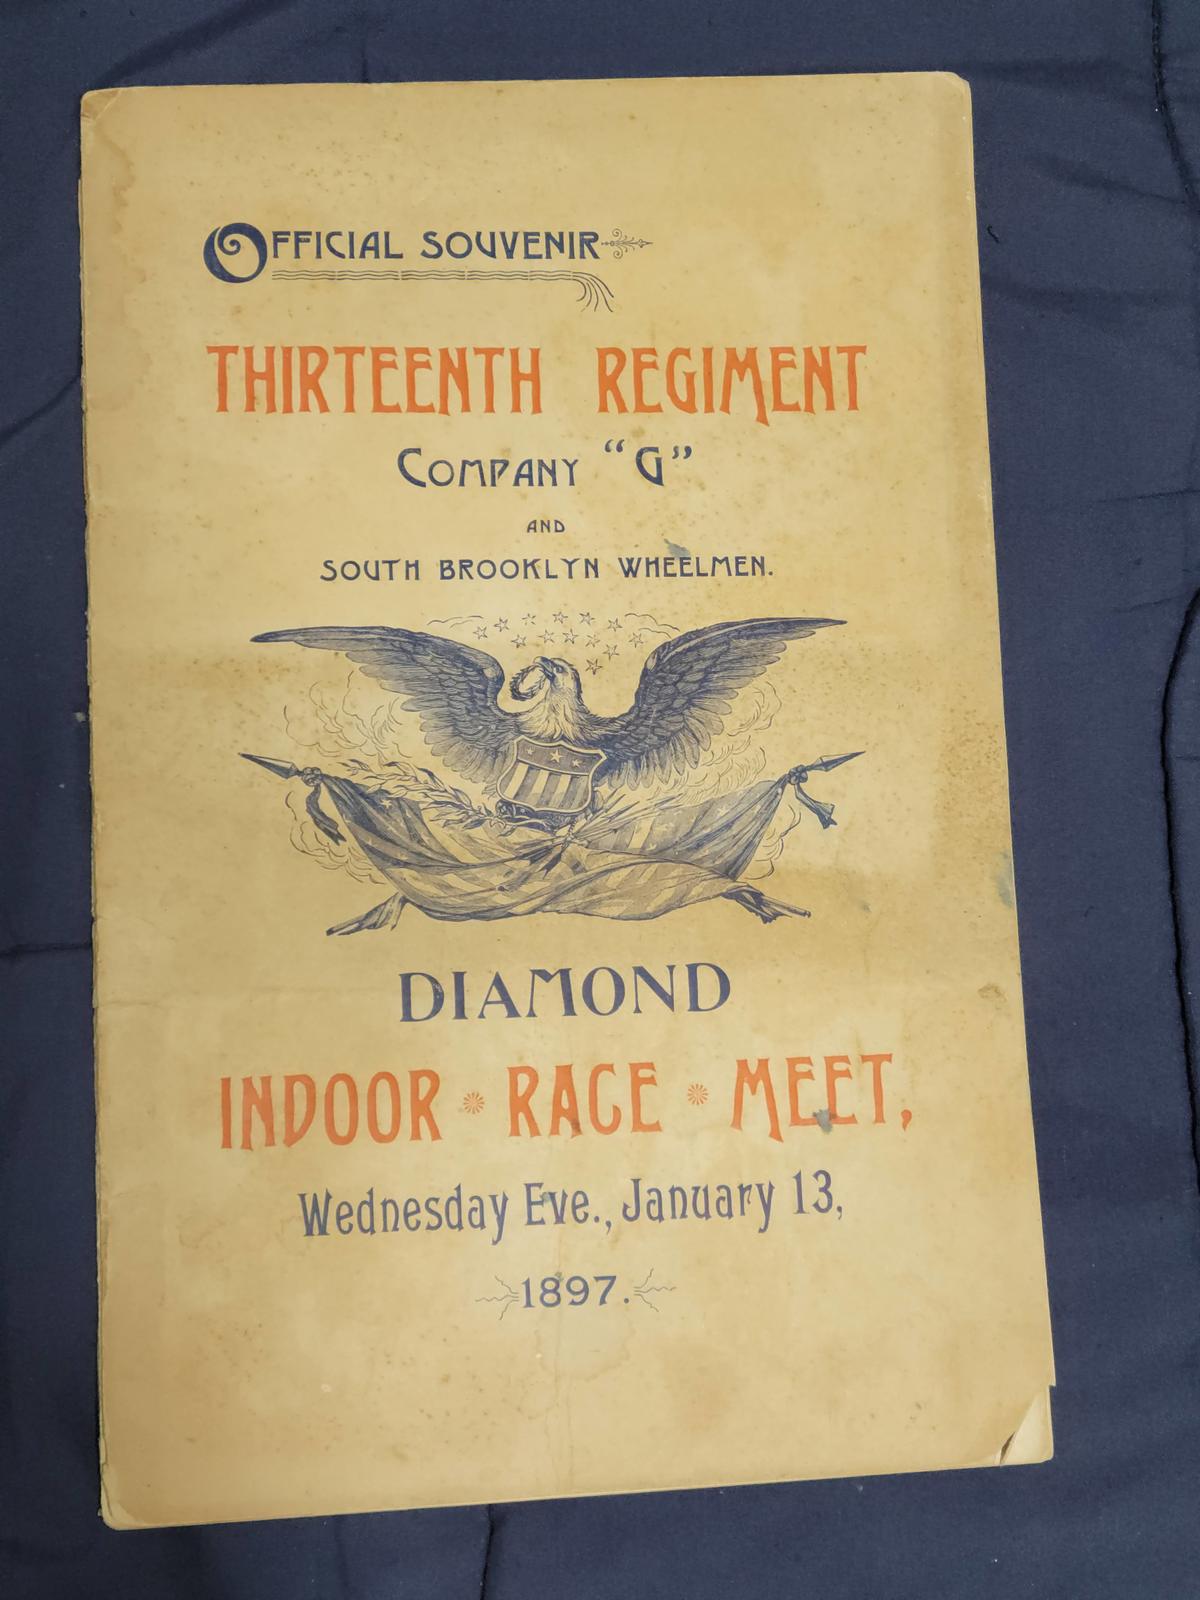 OFFICIAL SOUVENIR
THIRTEENTH REGIMENT
COMPANY "G"
AND
SOUTH BROOKLYN WHEELMEN.
DIAMOND
INDOOR RACE MEET,
Wednesday Eve., January 13,
1897.